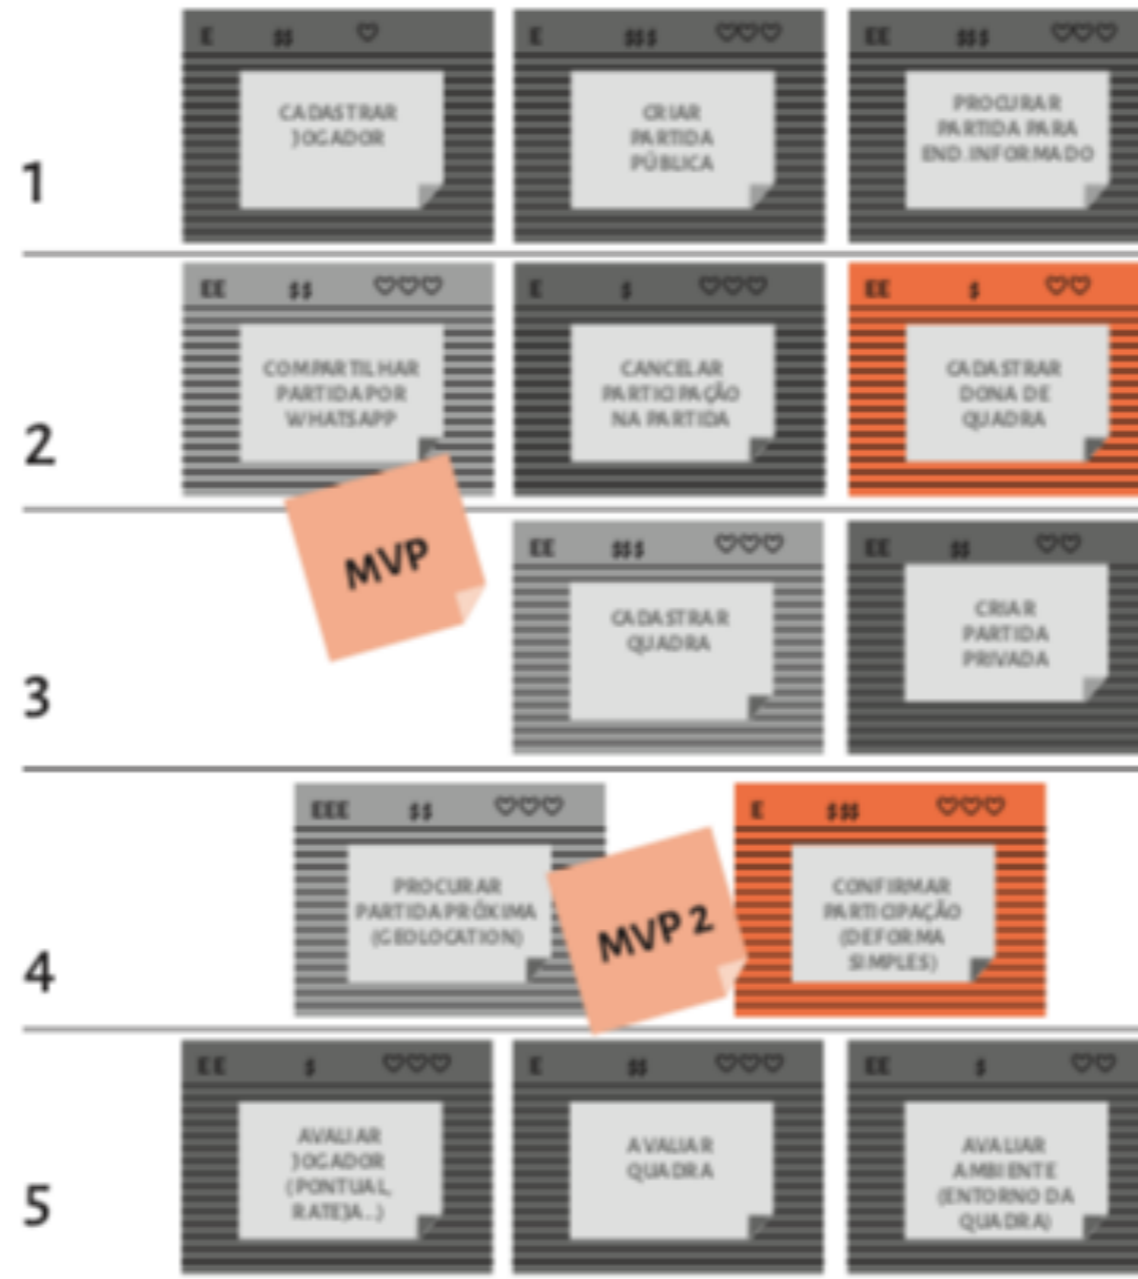 1
E $$ ♡
CADASTRAR
JOGADOR
E $$$ ♡♡♡
CRIAR
PARTIDA
PÚBLICA
EE $$$ ♡♡♡
PROCURAR
PARTIDA PARA
END. INFORMADO
2
EE $$ ♡♡♡
COMPARTILHAR
PARTIDA POR
WHATSAPP
E $ ♡♡♡
CANCELAR
PARTICIPAÇÃO
NA PARTIDA
EE $ ♡♡
CADASTRAR
DONA DE
QUADRA
MVP
3
EE $$$ ♡♡♡
CADASTRAR
QUADRA
EE $$ ♡♡
CRIAR
PARTIDA
PRIVADA
4
EEE $$ ♡♡♡
PROCURAR
PARTIDA PRÓXIMA
(GEOLOCATION)
MVP 2
E $$$ ♡♡♡
CONFIRMAR
PARTICIPAÇÃO
(DE FORMA
SIMPLES)
5
EE $ ♡♡♡
AVALIAR
JOGADOR
(PONTUAL,
RATEIA...)
E $$ ♡♡♡
AVALIAR
QUADRA
EE $ ♡♡
AVALIAR
AMBIENTE
(ENTORNO DA
QUADRA)